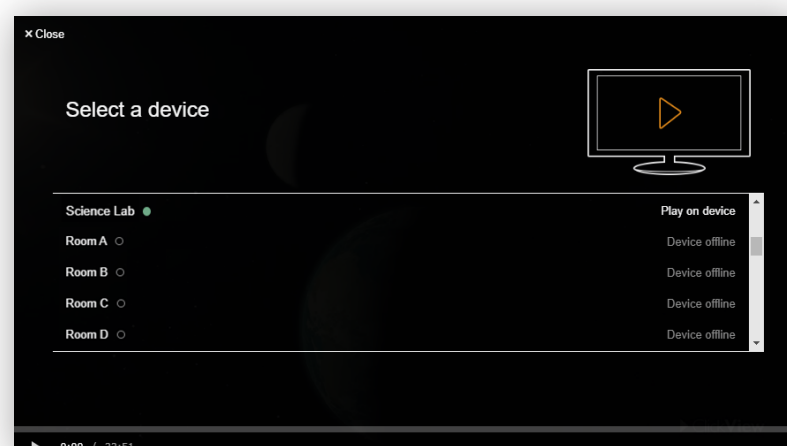 × Close
Select a device
Science Lab Play on device
Room A Device offline
Room B Device offline
Room C Device offline
Room D Device offline